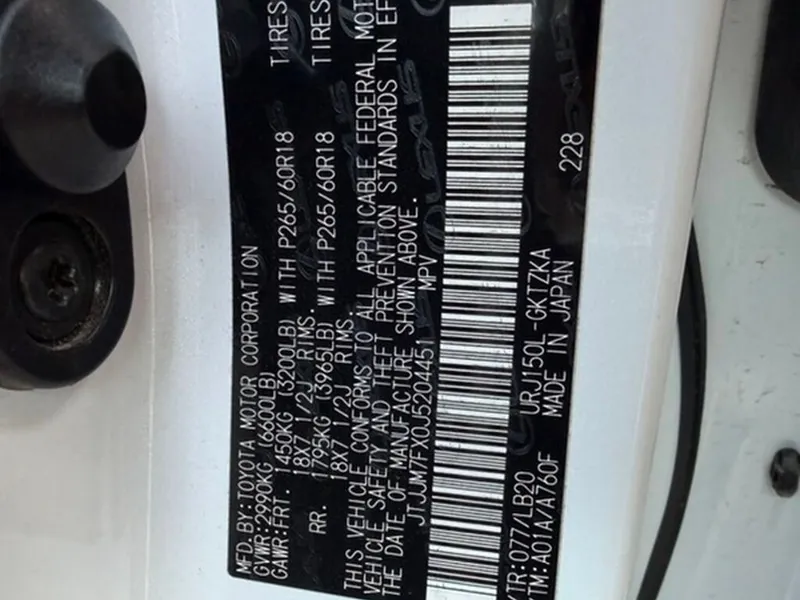 MFD.BY:TOYOTA MOTOR CORPORATION
GVWR:2990KG (6600LB)
GAWR:FRT. 1450KG (3200LB) WITH P265/60R18 TIRES
18X7 1/2J RIMS.
RR. 1795KG (3965LB) WITH P265/60R18 TIRES
18X7 1/2J RIMS.
THIS VEHICLE CONFORMS TO ALL APPLICABLE FEDERAL MOT
VEHICLE SAFETY AND THEFT PREVENTION STANDARDS IN EF
THE DATE OF MANUFACTURE SHOWN ABOVE.
JTJJM7FX0J5204451 MPV
/TR:077/LB20 URJ150L-GKTZKA
/TM:A01A/A760F MADE IN JAPAN 228
LEXUS